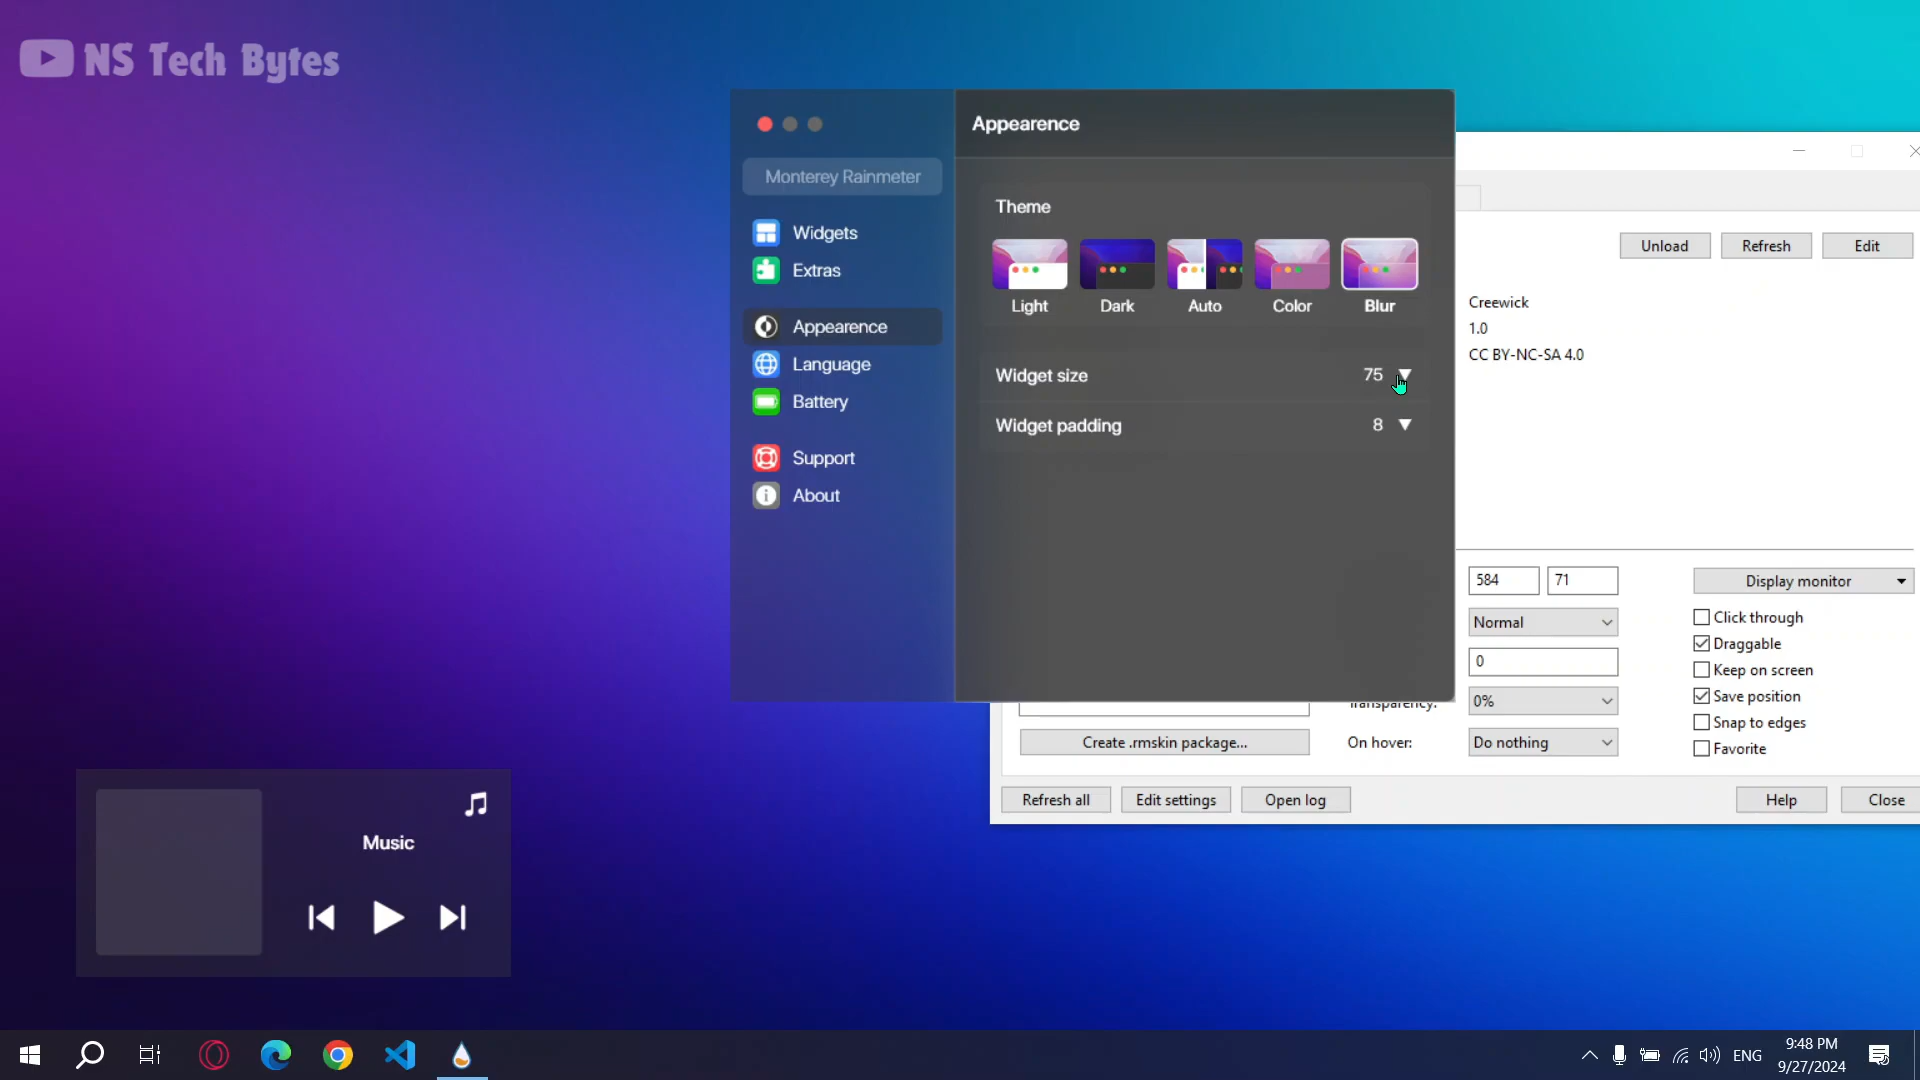 NS Tech Bytes
Appearence
Monterey Rainmeter
Widgets
Extras
Appearence
Language
Battery
Support
About
Theme
Light Dark Auto Color Blur
Widget size 75
Widget padding 8
Unload Refresh Edit
Creewick
1.0
CC BY-NC-SA 4.0
584 71 Display monitor
Normal
0
Transparency: 0%
On hover: Do nothing
Click through
Draggable
Keep on screen
Save position
Snap to edges
Favorite
Create .rmskin package...
Refresh all Edit settings Open log Help Close
Music
ENG
9:48 PM
9/27/2024